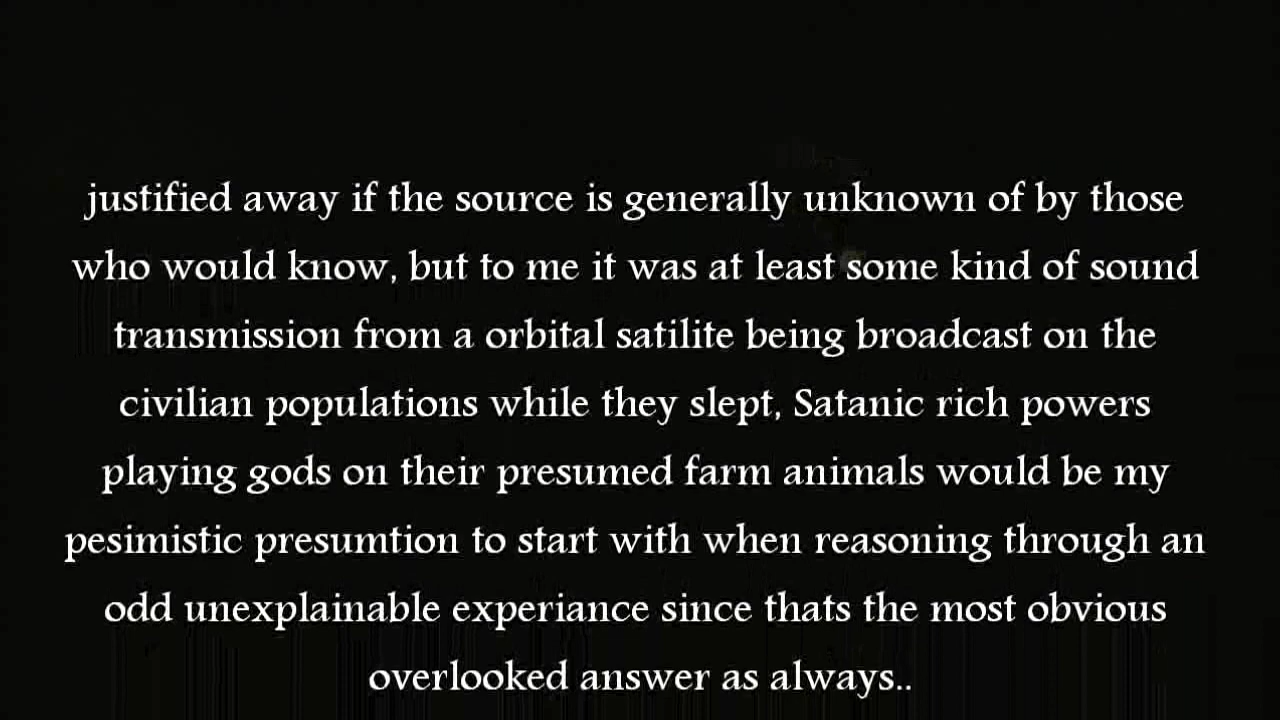 justified away if the source is generally unknown of by those
who would know, but to me it was at least some kind of sound
transmission from a orbital satilite being broadcast on the
civilian populations while they slept, Satanic rich powers
playing gods on their presumed farm animals would be my
pesimistic presumtion to start with when reasoning through an
odd unexplainable experiance since thats the most obvious
overlooked answer as always..